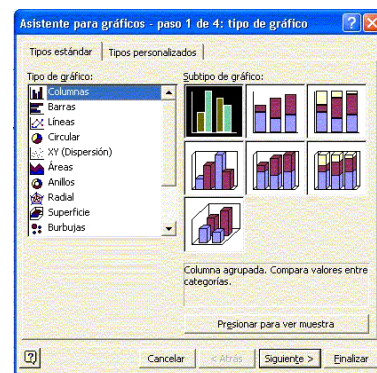 Asistente para gráficos - paso 1 de 4: tipo de gráfico
Tipos estándar
Tipos personalizados
Tipo de gráfico:
Subtipo de gráfico:
Columnas
Barras
Líneas
Circular
XY (Dispersión)
Áreas
Anillos
Radial
Superficie
Burbujas
Columna agrupada. Compara valores entre
categorías.
Presionar para ver muestra
Cancelar
< Atrás
Siguiente >
Finalizar